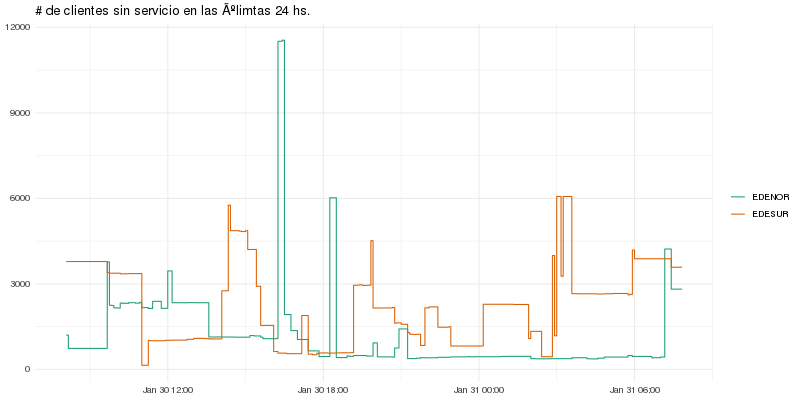 # de clientes sin servicio en las Ãºlimtas 24 hs.
12000
9000
6000
3000
0
Jan 30 12:00
Jan 30 18:00
Jan 31 00:00
Jan 31 06:00
EDENOR
EDESUR